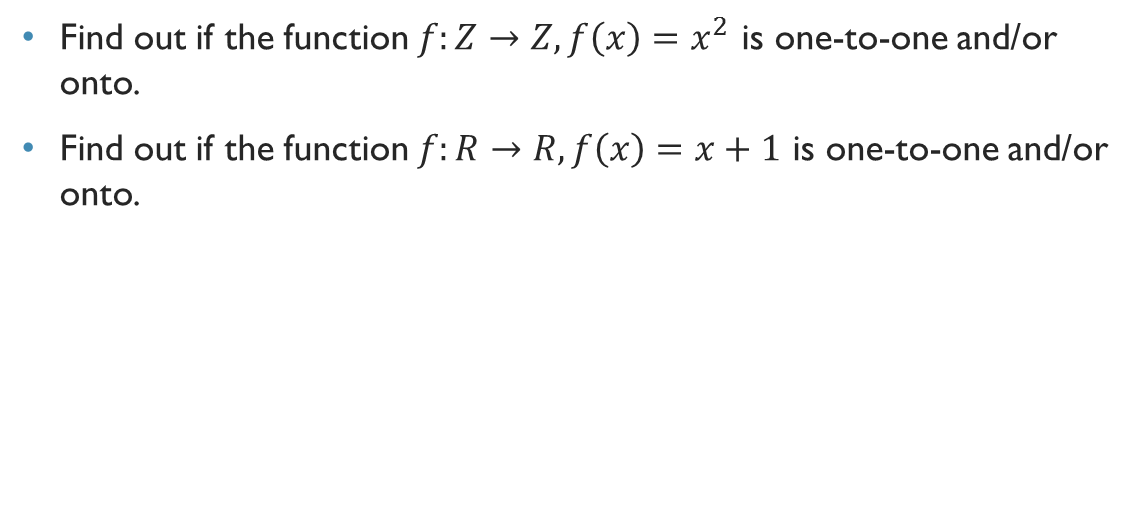 • Find out if the function f: Z → Z, f(x) = x² is one-to-one and/or
onto.
• Find out if the function f: R → R, f(x) = x + 1 is one-to-one and/or
onto.